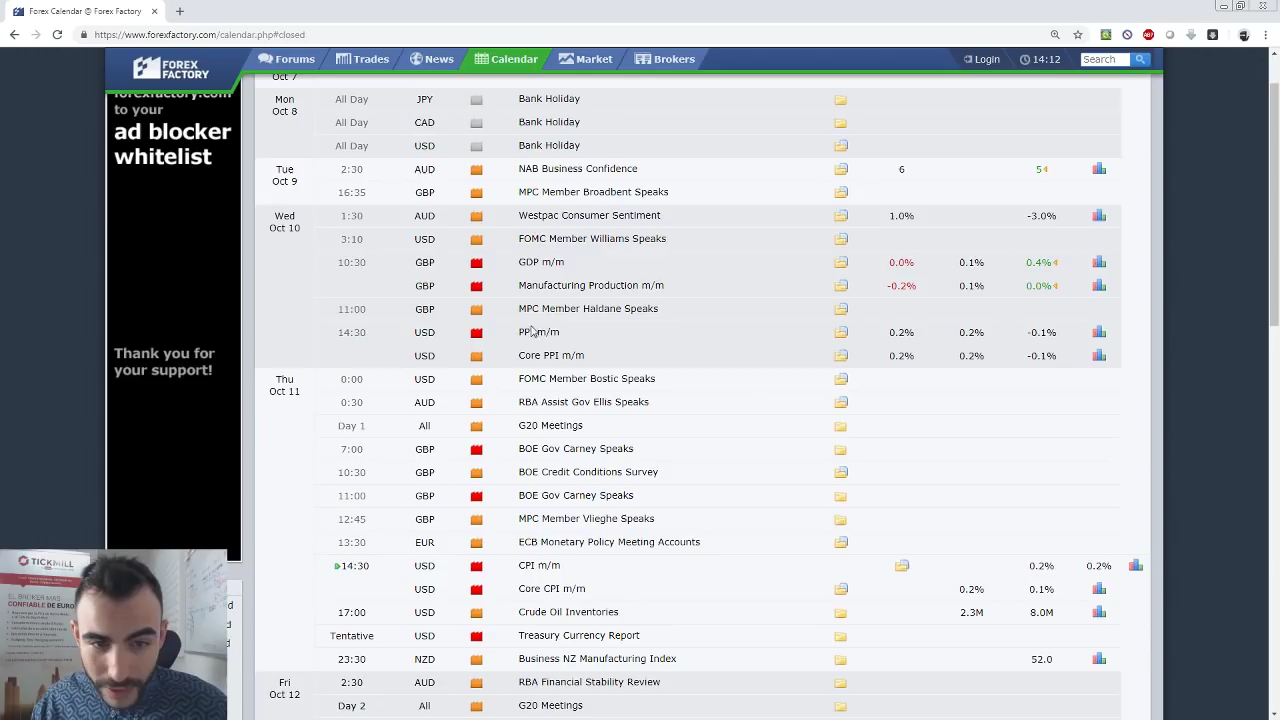 Forex Calendar @ Forex Factory
https://www.forexfactory.com/calendar.php#closed
FOREX FACTORY
Forums Trades News Calendar Market Brokers Login 14:12 Search
forexfactory.com
to your
ad blocker
whitelist
Thank you for
your support!
Oct 7
Mon Oct 8 All Day JPY Bank Holiday
All Day CAD Bank Holiday
All Day USD Bank Holiday
Tue Oct 9 2:30 AUD NAB Business Confidence 6 5
16:35 GBP MPC Member Broadbent Speaks
Wed Oct 10 1:30 AUD Westpac Consumer Sentiment 1.0% -3.0%
3:10 USD FOMC Member Williams Speaks
10:30 GBP GDP m/m 0.0% 0.1% 0.4%
GBP Manufacturing Production m/m -0.2% 0.1% 0.0%
11:00 GBP MPC Member Haldane Speaks
14:30 USD PPI m/m 0.2% 0.2% -0.1%
USD Core PPI m/m 0.2% 0.2% -0.1%
Thu Oct 11 0:00 USD FOMC Member Bostic Speaks
0:30 AUD RBA Assist Gov Ellis Speaks
Day 1 All G20 Meetings
7:00 GBP BOE Gov Carney Speaks
10:30 GBP BOE Credit Conditions Survey
11:00 GBP BOE Gov Carney Speaks
12:45 GBP MPC Member Vlieghe Speaks
13:30 EUR ECB Monetary Policy Meeting Accounts
14:30 USD CPI m/m 0.2% 0.2%
USD Core CPI m/m 0.2% 0.1%
17:00 USD Crude Oil Inventories 2.3M 8.0M
Tentative USD Treasury Currency Report
23:30 NZD Business NZ Manufacturing Index 52.0
Fri Oct 12 2:30 AUD RBA Financial Stability Review
Day 2 All G20 Meetings
TICKMILL
EL BROKER MAS
CONFIABLE DE EURO